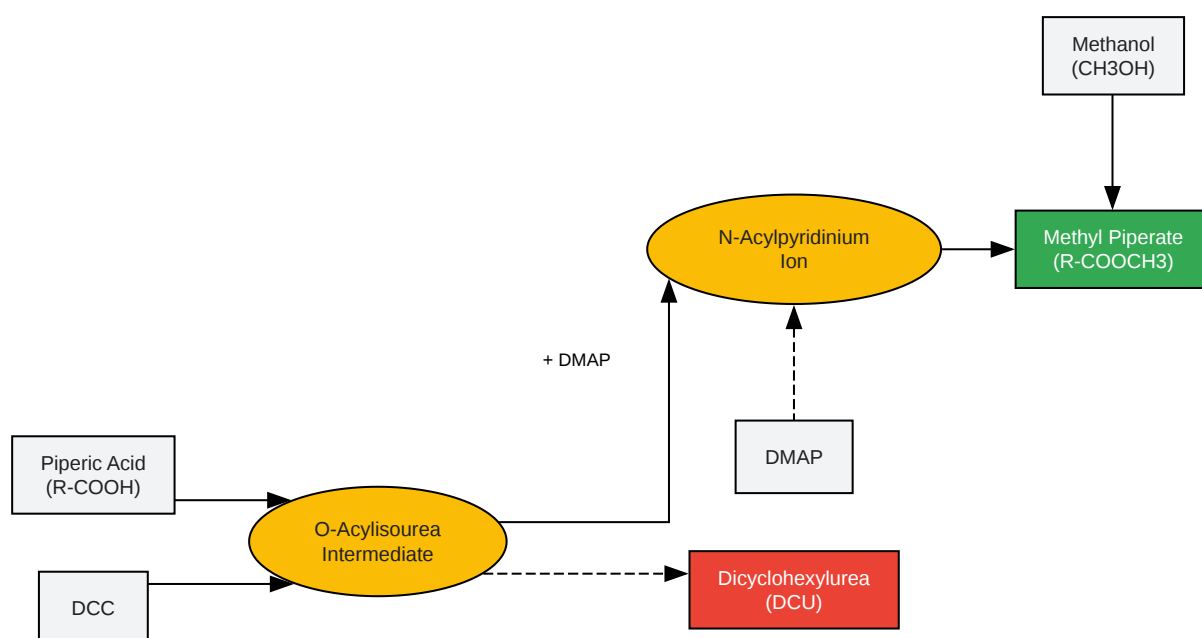 Methanol
(CH3OH)
N-Acylpyridinium
Ion
Methyl Piperate
(R-COOCH3)
+ DMAP
DMAP
Piperic Acid
(R-COOH)
O-Acylisourea
Intermediate
Dicyclohexylurea
(DCU)
DCC